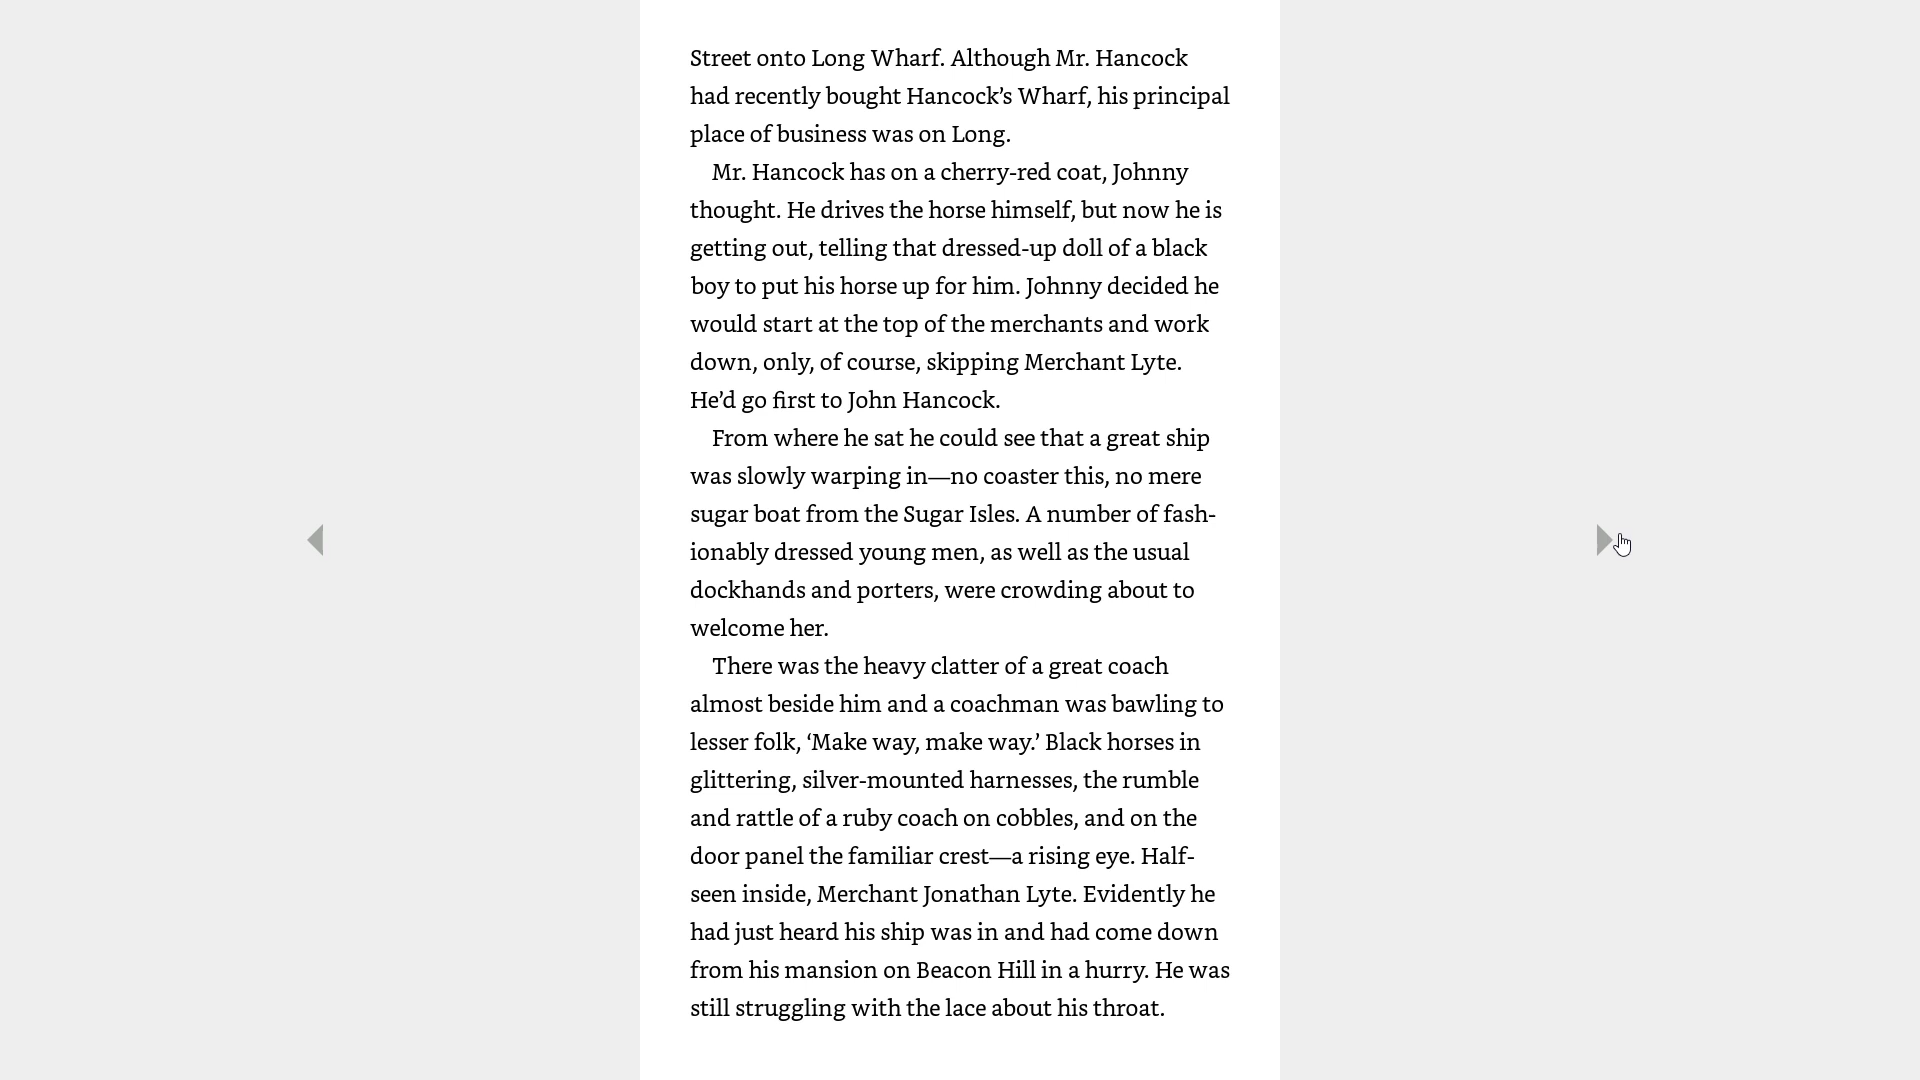 Street onto Long Wharf. Although Mr. Hancock
had recently bought Hancock’s Wharf, his principal
place of business was on Long.
Mr. Hancock has on a cherry-red coat, Johnny
thought. He drives the horse himself, but now he is
getting out, telling that dressed-up doll of a black
boy to put his horse up for him. Johnny decided he
would start at the top of the merchants and work
down, only, of course, skipping Merchant Lyte.
He’d go first to John Hancock.
From where he sat he could see that a great ship
was slowly warping in—no coaster this, no mere
sugar boat from the Sugar Isles. A number of fash-
ionably dressed young men, as well as the usual
dockhands and porters, were crowding about to
welcome her.
There was the heavy clatter of a great coach
almost beside him and a coachman was bawling to
lesser folk, ‘Make way, make way.’ Black horses in
glittering, silver-mounted harnesses, the rumble
and rattle of a ruby coach on cobbles, and on the
door panel the familiar crest—a rising eye. Half-
seen inside, Merchant Jonathan Lyte. Evidently he
had just heard his ship was in and had come down
from his mansion on Beacon Hill in a hurry. He was
still struggling with the lace about his throat.